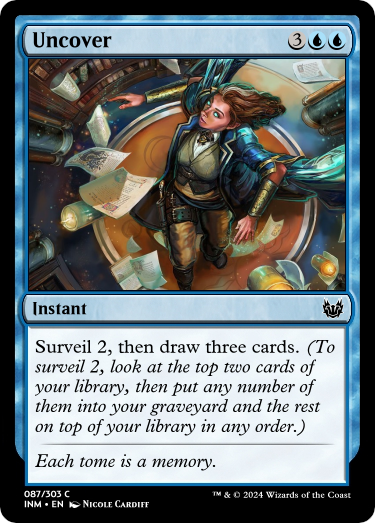 Uncover 3
Instant
Surveil 2, then draw three cards. (To
surveil 2, look at the top two cards of
your library, then put any number of
them into your graveyard and the rest
on top of your library in any order.)
Each tome is a memory.
087/303 C
INM • EN Nicole Cardiff ™ & © 2024 Wizards of the Coast